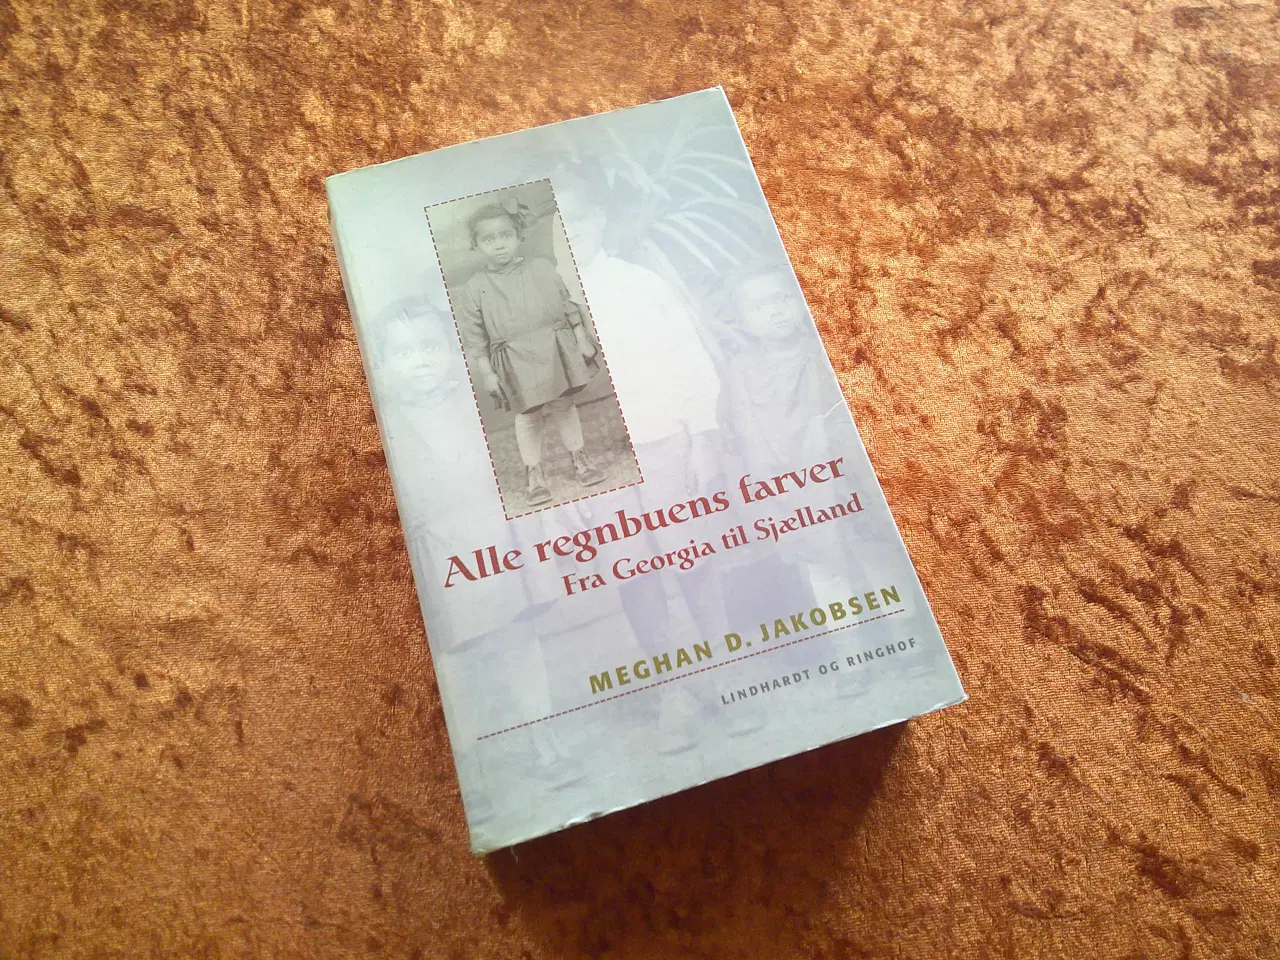 Alle regnbuens farver
Fra Georgia til Sjælland
MEGHAN D. JAKOBSEN
LINDHARDT OG RINGHOF